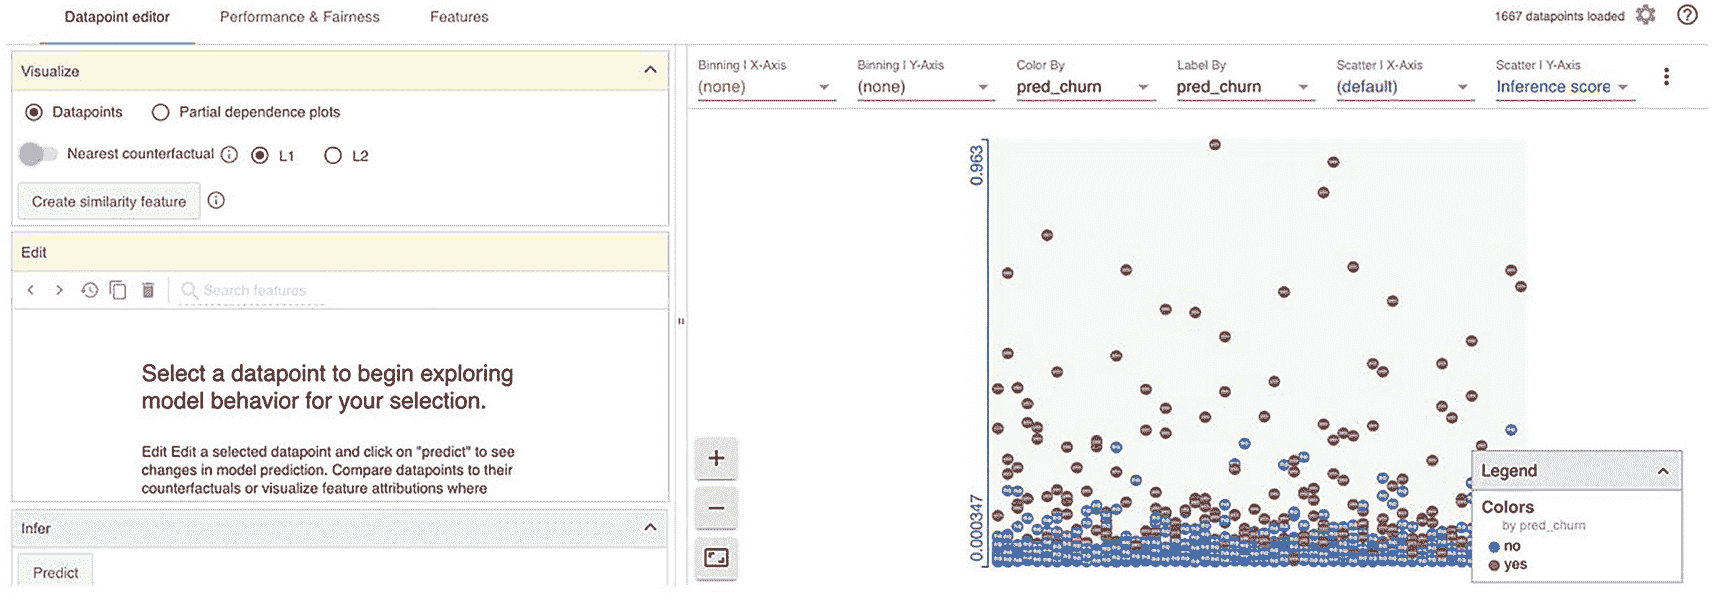 Datapoint editor
Performance & Fairness
Features
1667 datapoints loaded
Visualize
Datapoints
Partial dependence plots
Nearest counterfactual
L1
L2
Create similarity feature
Edit
Search features
Select a datapoint to begin exploring
model behavior for your selection.
Edit Edit a selected datapoint and click on "predict" to see
changes in model prediction. Compare datapoints to their
counterfactuals or visualize feature attributions where
Infer
Predict
Binning | X-Axis
(none)
Binning | Y-Axis
(none)
Color By
pred_churn
Label By
pred_churn
Scatter | X-Axis
(default)
Scatter | Y-Axis
Inference score
0.963
0.000347
Legend
Colors
by pred_churn
no
yes